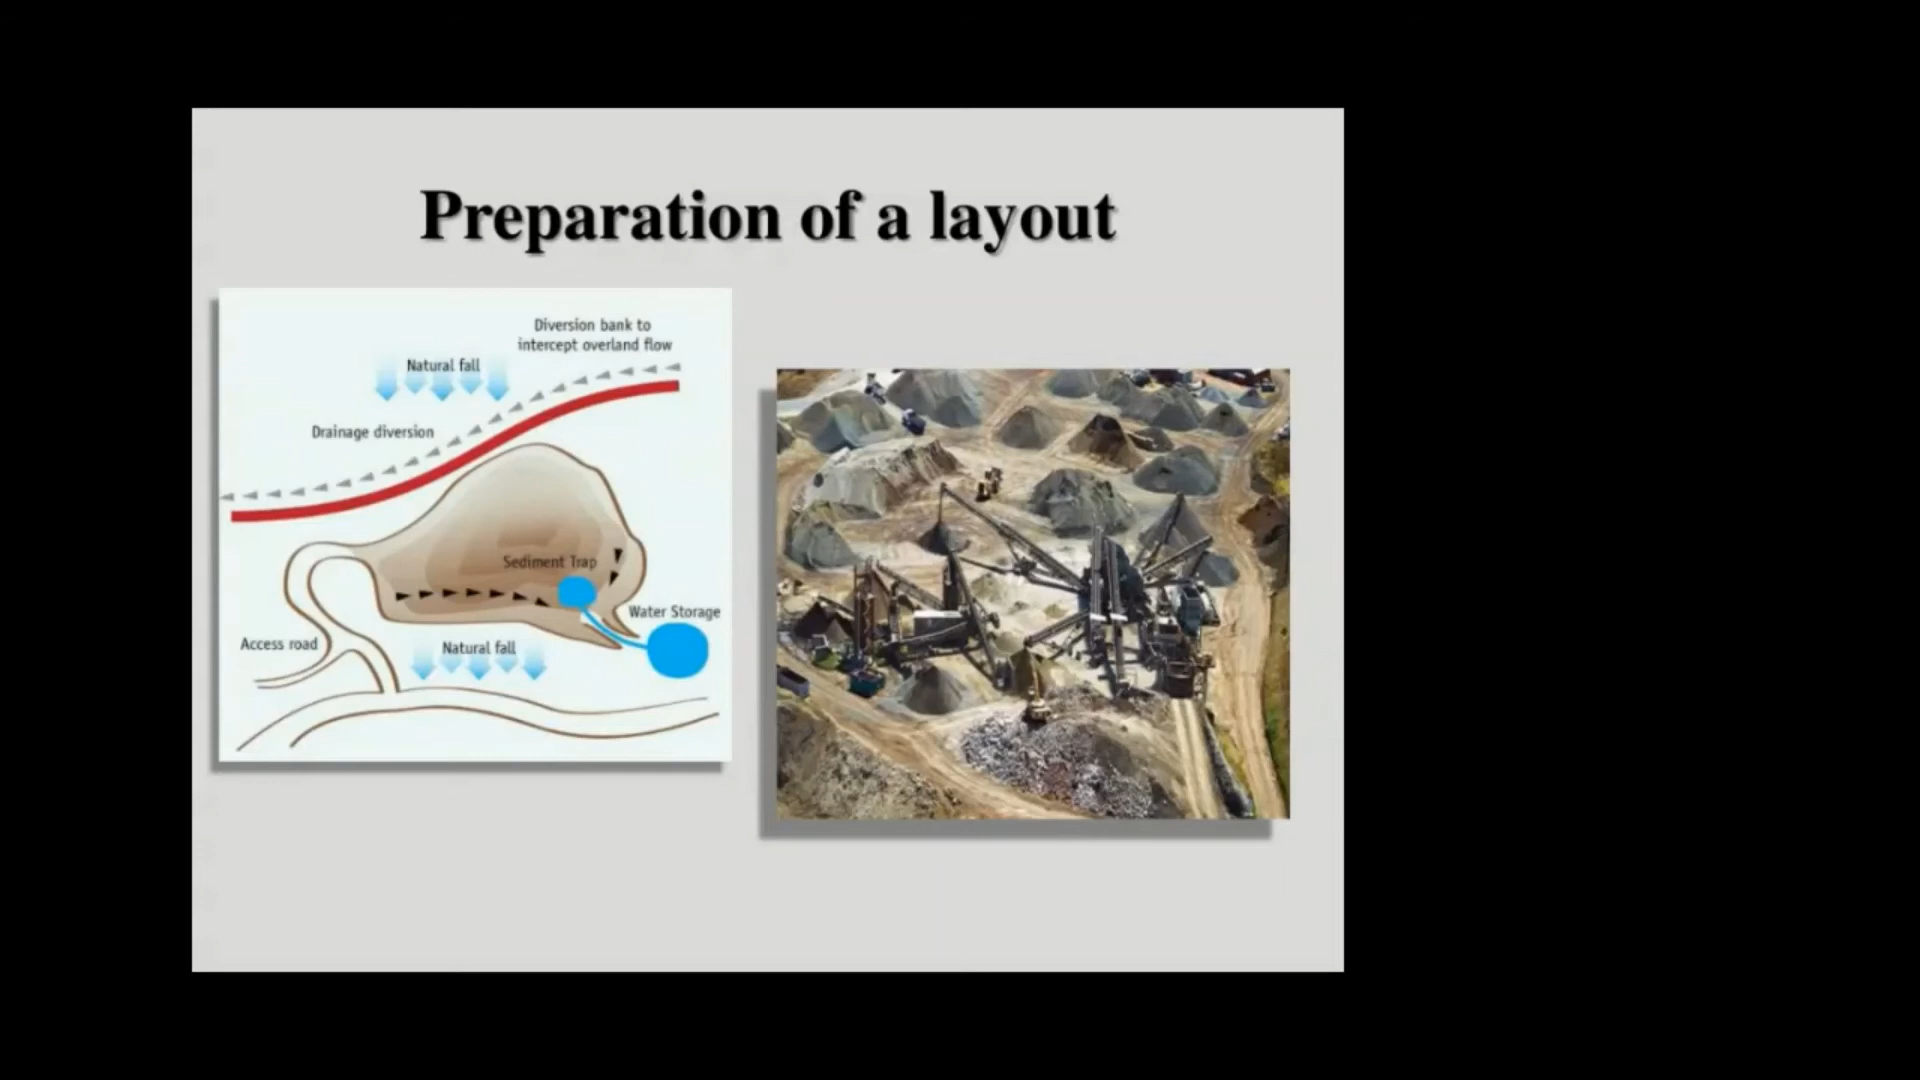 Preparation of a layout
Diversion bank to
intercept overland flow
Natural fall
Drainage diversion
Sediment Trap
Water Storage
Access road
Natural fall